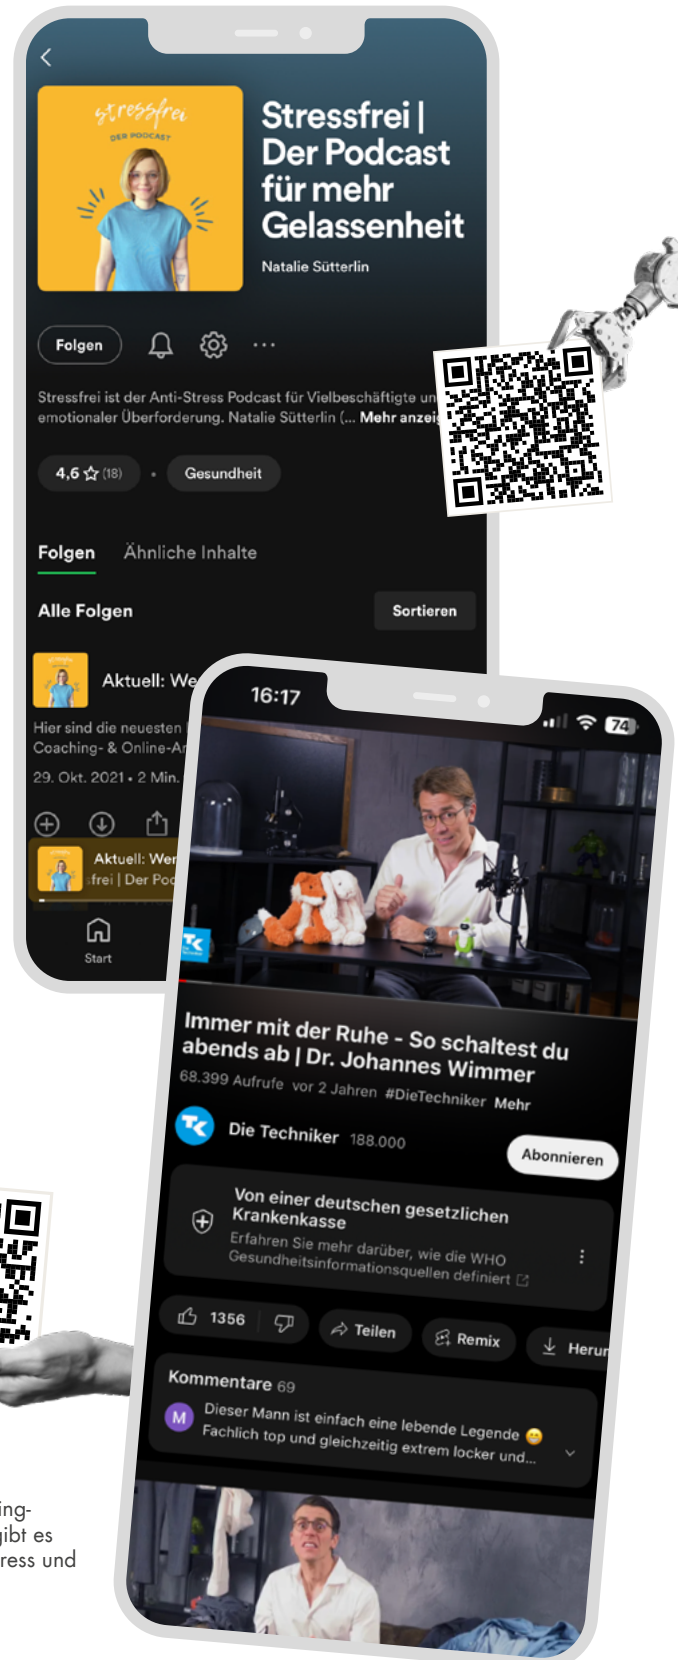 stressfrei
DER PODCAST
Stressfrei |
Der Podcast
für mehr
Gelassenheit
Natalie Sütterlin
Folgen
Stressfrei ist der Anti-Stress Podcast für Vielbeschäftigte
emotionaler Überforderung. Natalie Sütterlin (... Mehr
4,6 (18)
•
Gesundheit
Folgen
Ähnliche Inhalte
Alle Folgen
Sortieren
Aktuell:
Hier sind die neuesten
Coaching- & Online-
29. Okt. 2021 • 2 Min.
Aktuell:
frei | Der
Start
16:17
74
TK
Immer mit der Ruhe - So schaltest du
abends ab | Dr. Johannes Wimmer
68.399 Aufrufe vor 2 Jahren #DieTechniker Mehr
TK
Die Techniker 188.000
Abonnieren
Von einer deutschen gesetzlichen
Krankenkasse
Erfahren Sie mehr darüber, wie die WHO
Gesundheitsinformationsquellen definiert
1356
Teilen
Remix
Herun
Kommentare 69
M
Dieser Mann ist einfach eine lebende Legende 😁
Fachlich top und gleichzeitig extrem locker und...
ing-
gibt es
ress und